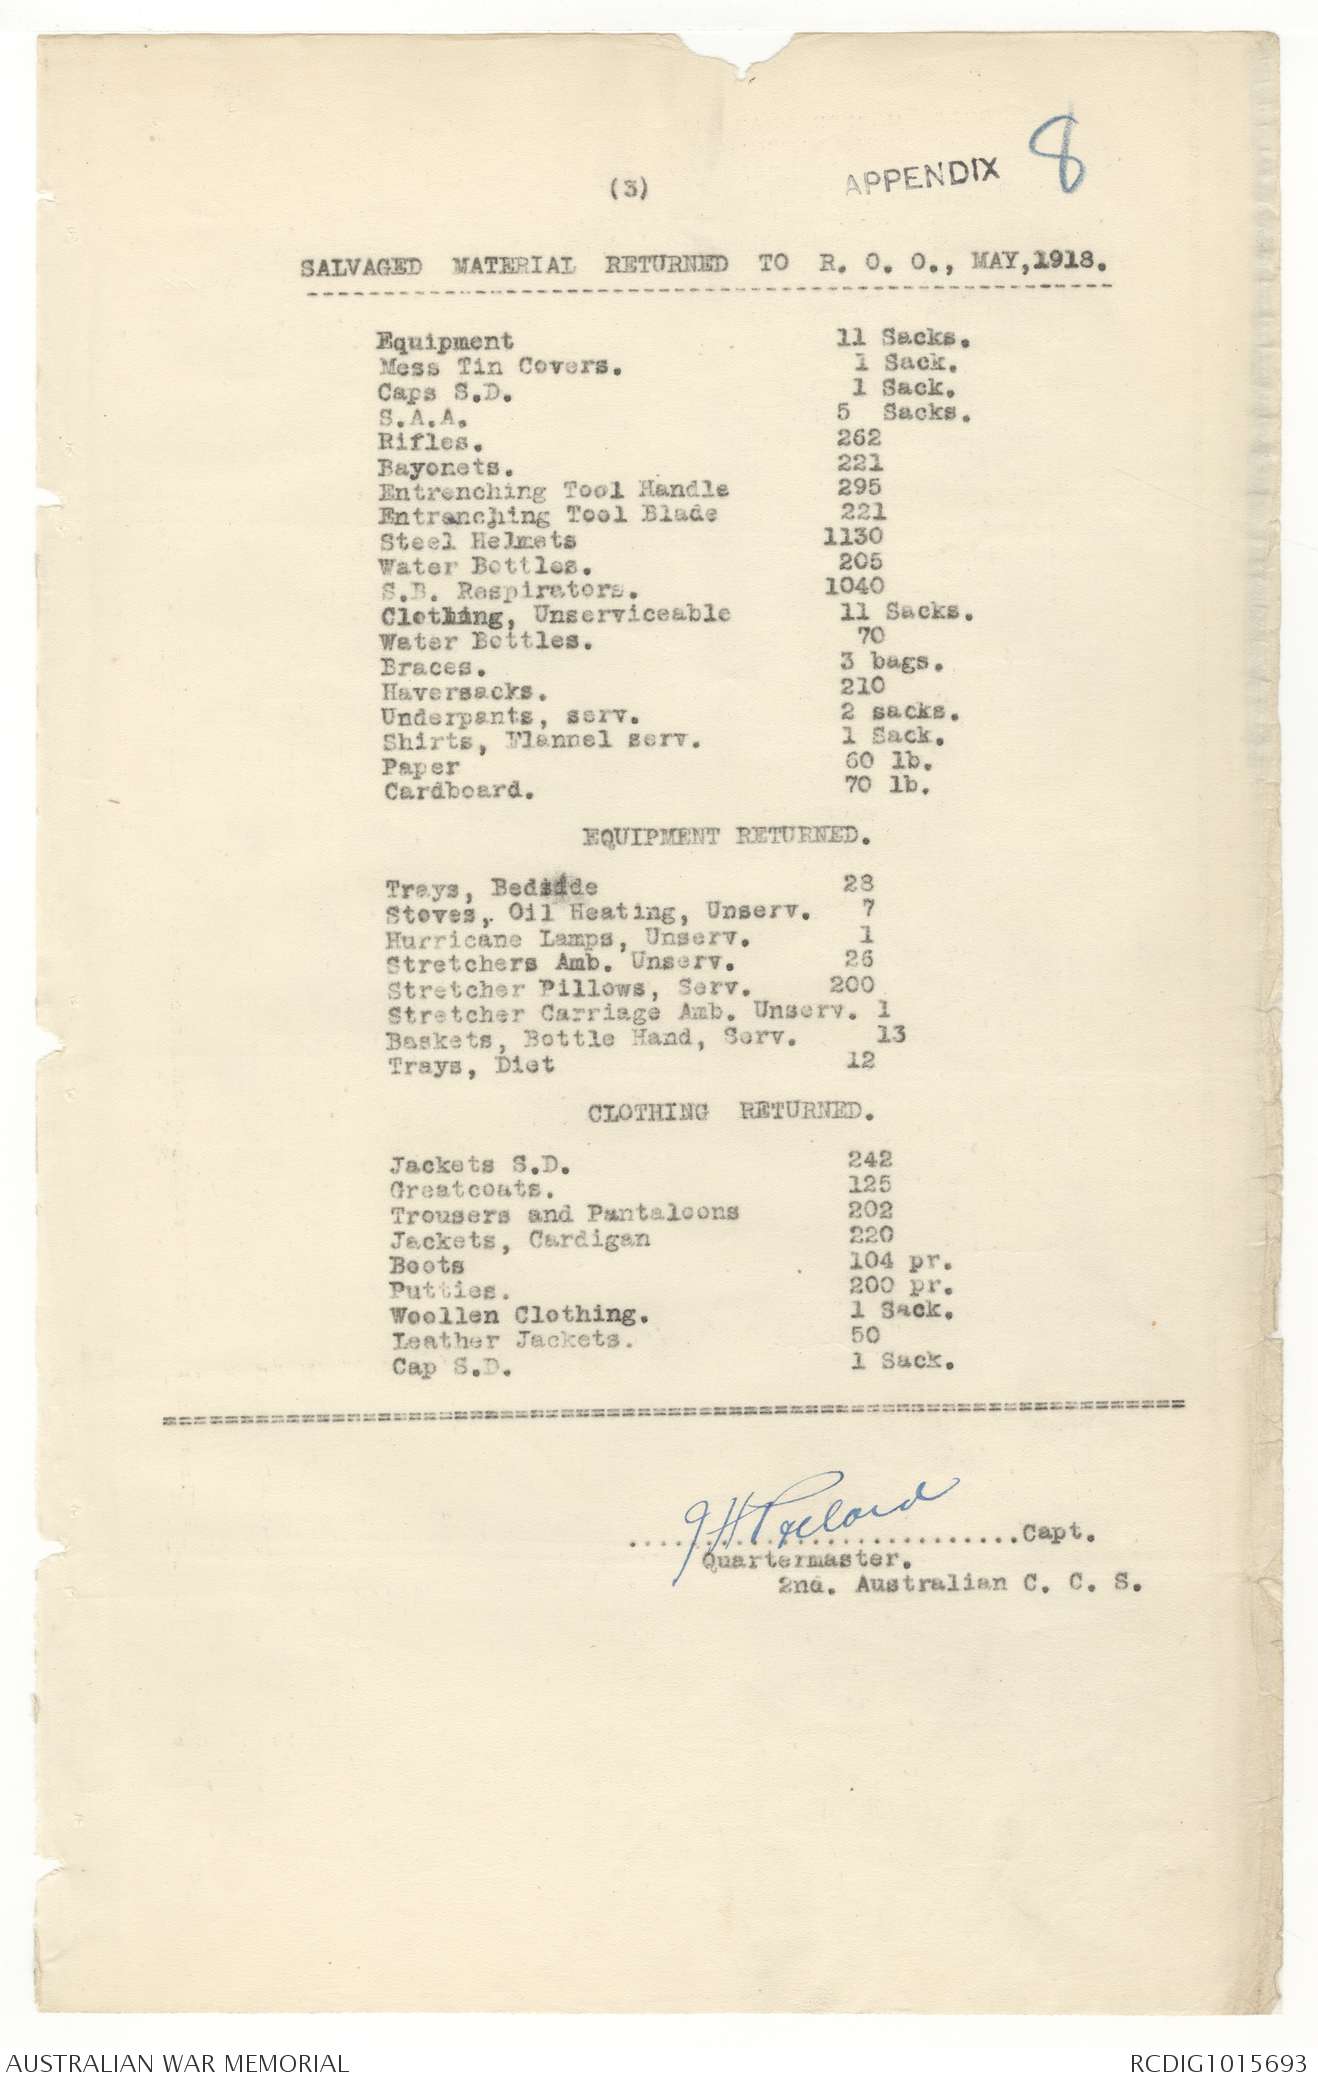 (3)
APPENDIX 8
SALVAGED MATERIAL RETURNED TO R. O. O., MAY,1918.
Equipment 11 Sacks.
Mess Tin Covers. 1 Sack.
Caps S.D. 1 Sack.
S.A.A. 5 Sacks.
Rifles. 262
Bayonets. 221
Entrenching Tool Handle 295
Entrenching Tool Blade 221
Steel Helmets 1130
Water Bottles. 205
S.B. Respirators. 1040
Clothing, Unserviceable 11 Sacks.
Water Bottles. 70
Braces. 3 bags.
Haversacks. 210
Underpants, serv. 2 sacks.
Shirts, Flannel serv. 1 Sack.
Paper 60 lb.
Cardboard. 70 lb.
EQUIPMENT RETURNED.
Trays, Bedside 28
Stoves, Oil Heating, Unserv. 7
Hurricane Lamps, Unserv. 1
Stretchers Amb. Unserv. 26
Stretcher Pillows, Serv. 200
Stretcher Carriage Amb. Unserv. 1
Baskets, Bottle Hand, Serv. 13
Trays, Diet 12
CLOTHING RETURNED.
Jackets S.D. 242
Greatcoats. 125
Trousers and Pantaloons 202
Jackets, Cardigan 220
Boots 104 pr.
Putties. 200 pr.
Woollen Clothing. 1 Sack.
Leather Jackets. 50
Cap S.D. 1 Sack.
Capt.
Quartermaster.
2nd. Australian C. C. S.
AUSTRALIAN WAR MEMORIAL RCDIG1015693